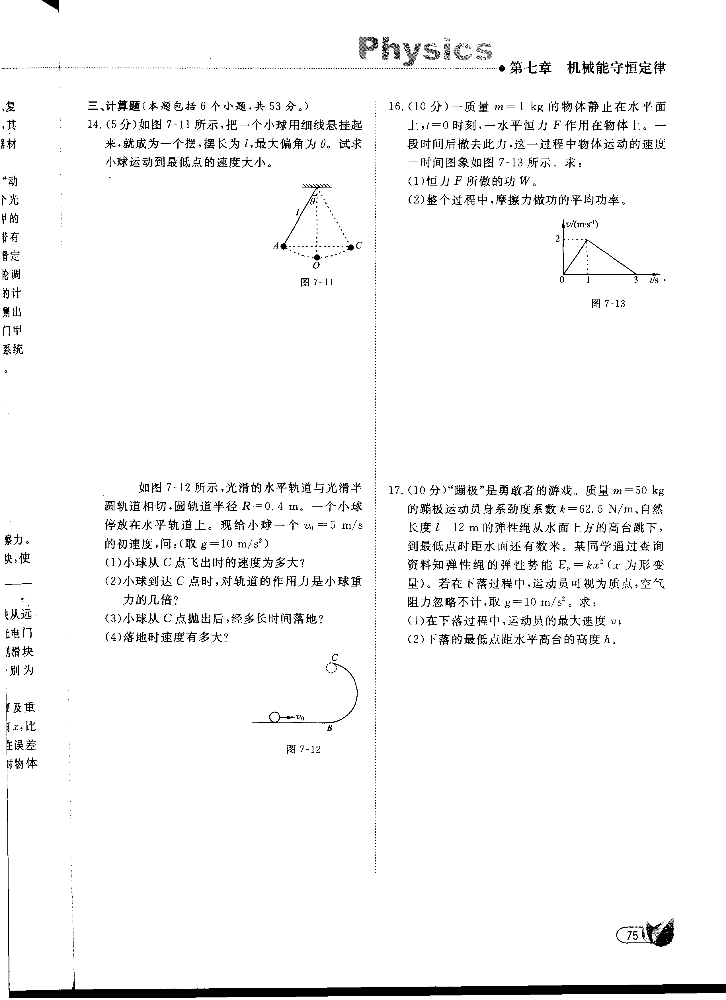 Physics
第七章 机械能守恒定律
、复
,其
器材
“动
个光
甲的
带有
滑定
轮调
的计
测出
门甲
系统
。
擦力。
块,使
块从远
光电门
测滑块
别为
M及重
离x,比
在误差
对物体
三、计算题(本题包括 6 个小题,共 53 分。)
14.(5分)如图 7-11 所示,把一个小球用细线悬挂起
来,就成为一个摆,摆长为 l,最大偏角为 θ。试求
小球运动到最低点的速度大小。
θ
l
A
C
O
图 7-11
如图 7-12 所示,光滑的水平轨道与光滑半
圆轨道相切,圆轨道半径 R=0.4 m。一个小球
停放在水平轨道上。现给小球一个 v₀=5 m/s
的初速度,问:(取 g=10 m/s²)
(1)小球从 C 点飞出时的速度为多大?
(2)小球到达 C 点时,对轨道的作用力是小球重
力的几倍?
(3)小球从 C 点抛出后,经多长时间落地?
(4)落地时速度有多大?
C
v₀
B
图 7-12
16.(10 分)一质量 m=1 kg 的物体静止在水平面
上,t=0 时刻,一水平恒力 F 作用在物体上。一
段时间后撤去此力,这一过程中物体运动的速度
—时间图象如图 7-13 所示。求:
(1)恒力 F 所做的功 W。
(2)整个过程中,摩擦力做功的平均功率。
v/(m·s⁻¹)
2
0 1 3 t/s
图 7-13
17.(10 分)“蹦极”是勇敢者的游戏。质量 m=50 kg
的蹦极运动员身系劲度系数 k=62.5 N/m、自然
长度 l=12 m 的弹性绳从水面上方的高台跳下,
到最低点时距水面还有数米。某同学通过查询
资料知弹性绳的弹性势能 Eₚ=kx²(x 为形变
量)。若在下落过程中,运动员可视为质点,空气
阻力忽略不计,取 g=10 m/s²。求:
(1)在下落过程中,运动员的最大速度 v;
(2)下落的最低点距水平高台的高度 h。
75